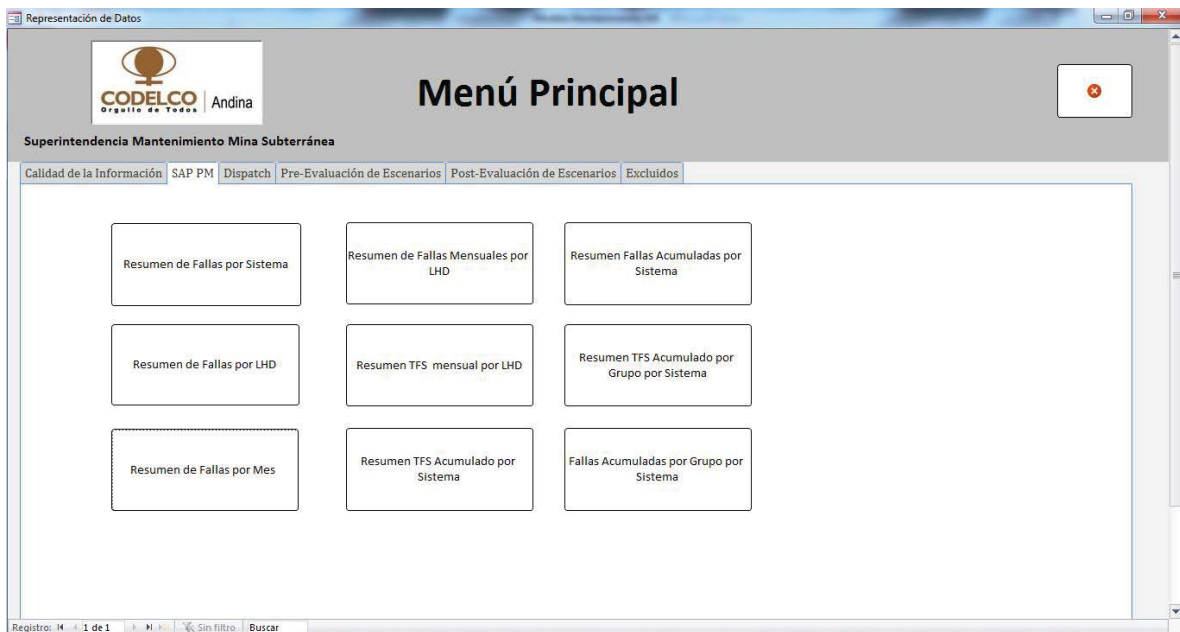 Representación de Datos
CODELCO
Orgullo de Todos
Andina
Menú Principal
Superintendencia Mantenimiento Mina Subterránea
Calidad de la Información SAP PM Dispatch Pre-Evaluación de Escenarios Post-Evaluación de Escenarios Excluidos
Resumen de Fallas por Sistema
Resumen de Fallas Mensuales por
LHD
Resumen Fallas Acumuladas por
Sistema
Resumen de Fallas por LHD
Resumen TFS mensual por LHD
Resumen TFS Acumulado por
Grupo por Sistema
Resumen de Fallas por Mes
Resumen TFS Acumulado por
Sistema
Fallas Acumuladas por Grupo por
Sistema
Registro: 1 de 1 Sin filtro Buscar